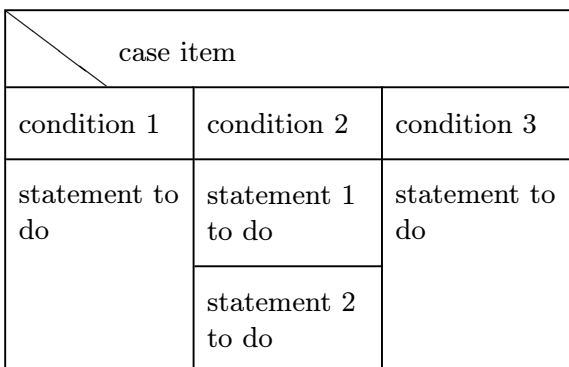 case item
condition 1
condition 2
condition 3
statement to
do
statement 1
to do
statement 2
to do
statement to
do